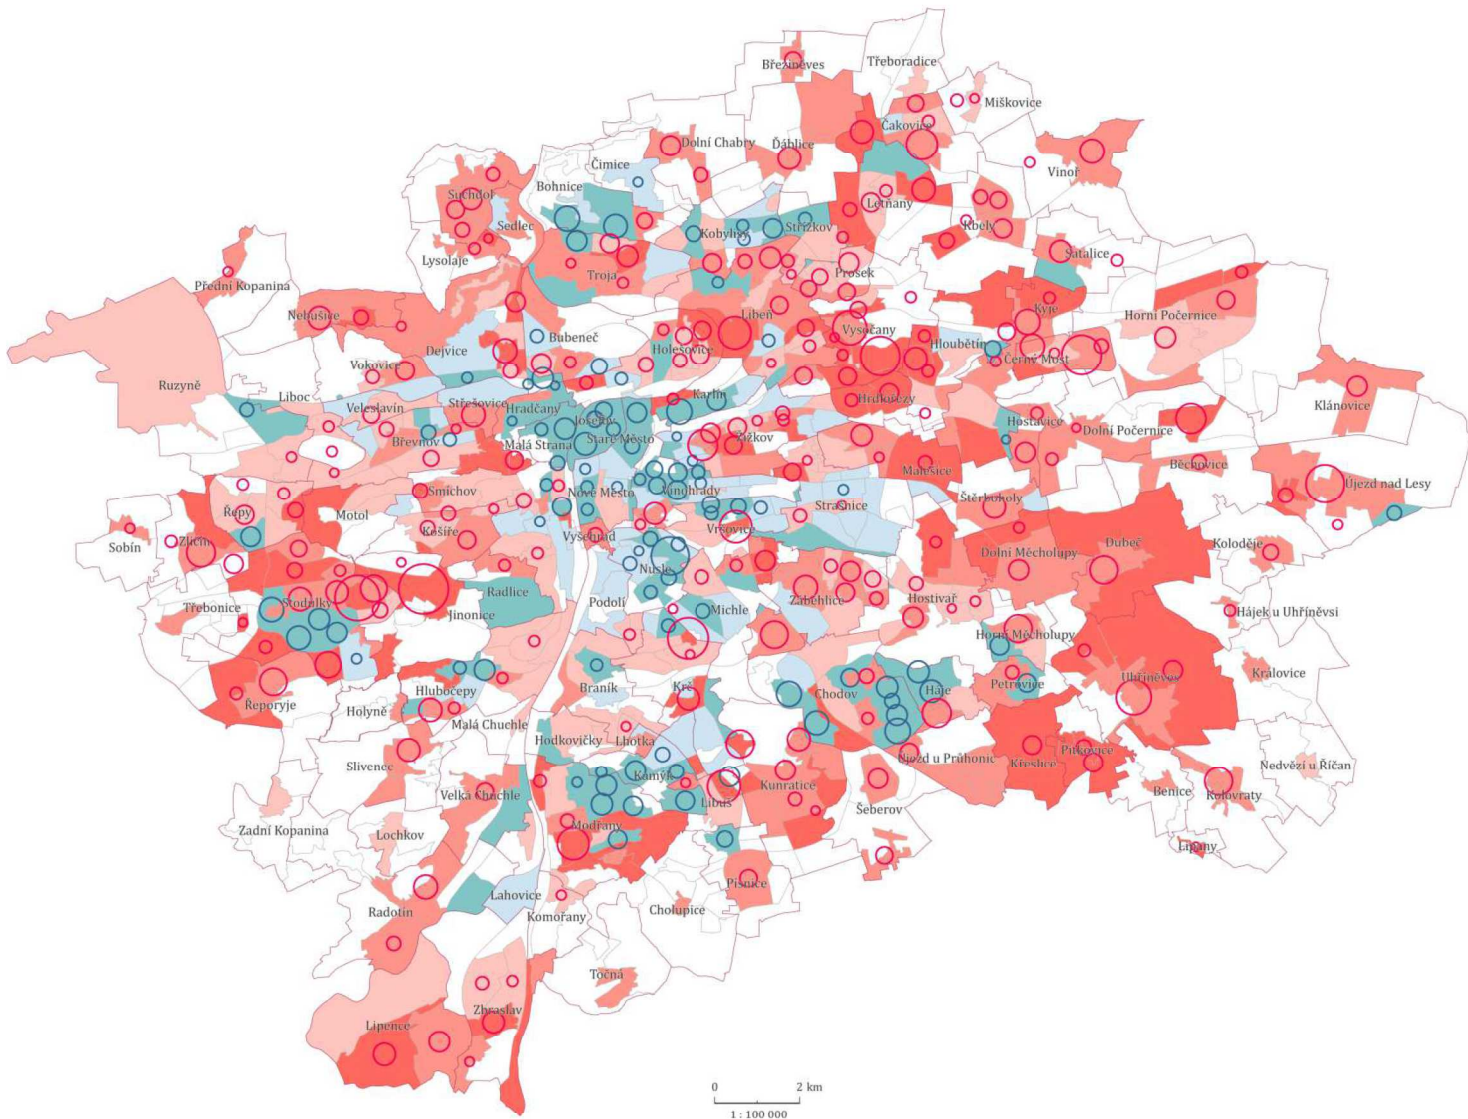 Březiněves
Třeboradice
Miškovice
Čakovice
Dolní Chabry
Ďáblice
Čimice
Vinoř
Bohnice
Suchdol
Letňany
Sedlec
Kobylisy
Střížkov
Kbely
Lysolaje
Satalice
Troja
Prosek
Přední Kopanina
Kyje
Nebušice
Libeň
Horní Počernice
Vysočany
Bubeneč
Hloubětín
Dejvice
Holešovice
Černý Most
Vokovice
Ruzyně
Liboc
Karlín
Hrdlořezy
Klánovice
Veleslavín
Střešovice
Hradčany
Josefov
Hostavice
Břevnov
Malá Strana
Staré Město
Žižkov
Dolní Počernice
Běchovice
Malešice
Újezd nad Lesy
Smíchov
Nové Město
Vinohrady
Štěrboholy
Řepy
Motol
Strašnice
Košíře
Vyšehrad
Vršovice
Sobín
Zličín
Dubeč
Koloděje
Dolní Měcholupy
Nusle
Radlice
Stodůlky
Podolí
Záběhlice
Hostivař
Třebonice
Jinonice
Michle
Hájek u Uhříněvsi
Horní Měcholupy
Královice
Uhříněves
Hlubočepy
Braník
Krč
Chodov
Háje
Petrovice
Řeporyje
Holyně
Malá Chuchle
Hodkovičky
Lhotka
Újezd u Průhonic
Křeslice
Pitkovice
Slivenec
Nedvězí u Říčan
Kamýk
Velká Chuchle
Libuš
Kunratice
Šeberov
Benice
Kolovraty
Zadní Kopanina
Lochkov
Modřany
Lipany
Písnice
Lahovice
Radotín
Komořany
Cholupice
Točná
Zbraslav
Lipence
0 2 km
1 : 100 000